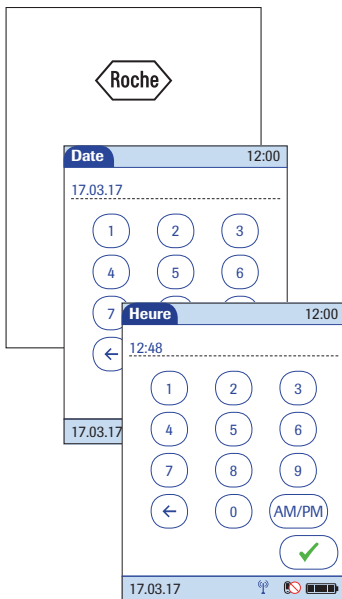 Roche
Date 12:00
17.03.17
1 2 3
4 5 6
7
←
17.03.17
Heure 12:00
12:48
1 2 3
4 5 6
7 8 9
← 0 AM/PM
17.03.17